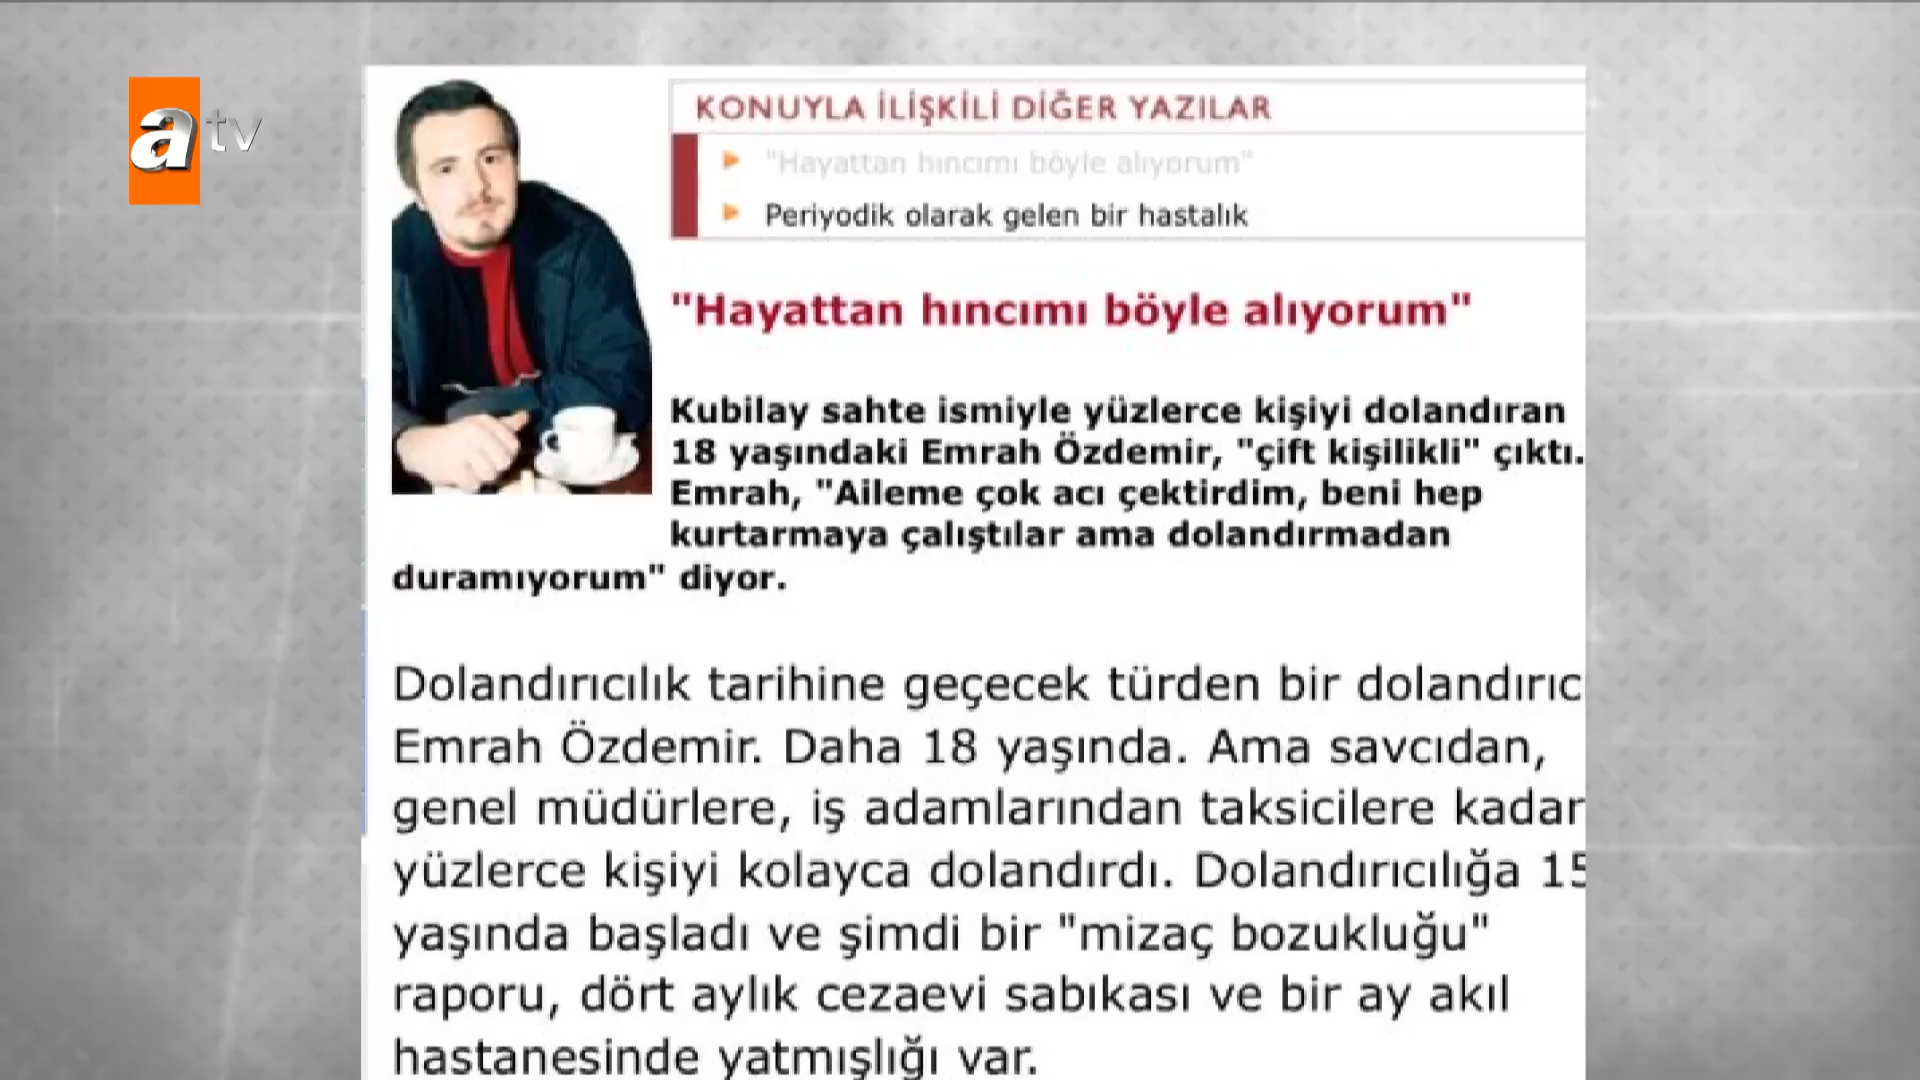 atv
KONUYLA İLİŞKİLİ DİĞER YAZILAR
"Hayattan hıncımı böyle alıyorum"
Periyodik olarak gelen bir hastalık
"Hayattan hıncımı böyle alıyorum"
Kubilay sahte ismiyle yüzlerce kişiyi dolandıran
18 yaşındaki Emrah Özdemir, "çift kişilikli" çıktı.
Emrah, "Aileme çok acı çektirdim, beni hep
kurtarmaya çalıştılar ama dolandırmadan
duramıyorum" diyor.
Dolandırıcılık tarihine geçecek türden bir dolandırıc
Emrah Özdemir. Daha 18 yaşında. Ama savcıdan,
genel müdürlere, iş adamlarından taksicilere kadar
yüzlerce kişiyi kolayca dolandırdı. Dolandırıcılığa 15
yaşında başladı ve şimdi bir "mizaç bozukluğu"
raporu, dört aylık cezaevi sabıkası ve bir ay akıl
hastanesinde yatmışlığı var.